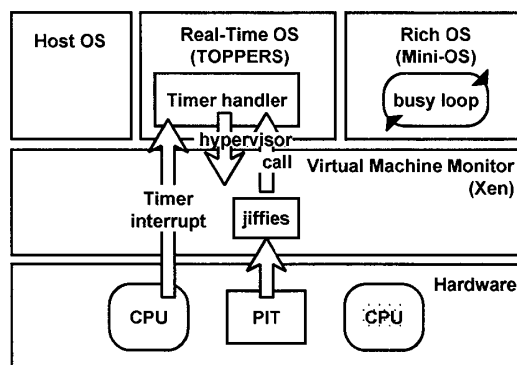 Host OS
Real-Time OS
(TOPPERS)
Rich OS
(Mini-OS)
Timer handler
busy loop
hypervisor
call
Virtual Machine Monitor
(Xen)
Timer
interrupt
jiffies
Hardware
CPU
PIT
CPU